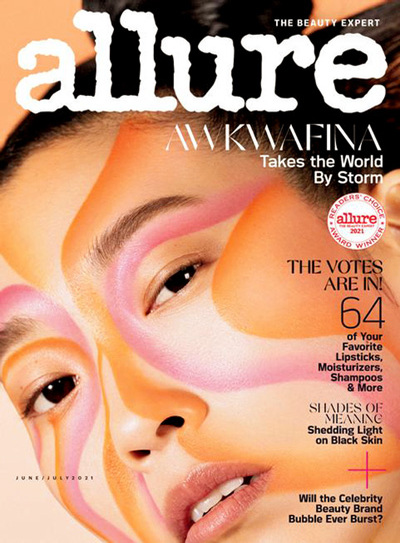 THE BEAUTY EXPERT
allure
AWKWAFINA
Takes the World
By Storm
READERS' CHOICE
allure
THE BEAUTY EXPERT
2021
AWARD WINNER
THE VOTES
ARE IN!
64
of Your
Favorite
Lipsticks,
Moisturizers,
Shampoos
& More
SHADES OF
MEANING
Shedding Light
on Black Skin
+
Will the Celebrity
Beauty Brand
Bubble Ever Burst?
JUNE/JULY2021